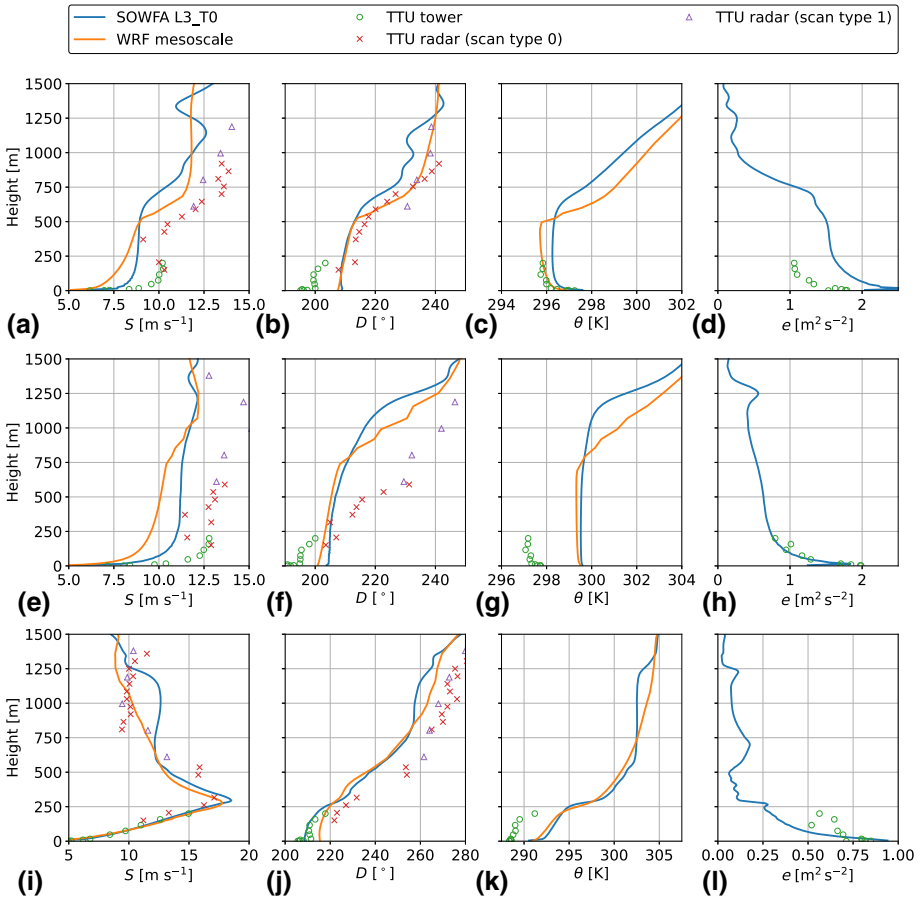 SOWFA L3_T0
WRF mesoscale
TTU tower
TTU radar (scan type 0)
TTU radar (scan type 1)
1500
1250
1000
750
500
250
0
Height [m]
5.0 7.5 10.0 12.5 15.0
200 220 240
294 296 298 300 302
0 1 2
(a) S [m s⁻¹]
(b) D [°]
(c) θ [K]
(d) e [m² s⁻²]
1500
1250
1000
750
500
250
0
Height [m]
5.0 7.5 10.0 12.5 15.0
200 220 240
296 298 300 302 304
0 1 2
(e) S [m s⁻¹]
(f) D [°]
(g) θ [K]
(h) e [m² s⁻²]
1500
1250
1000
750
500
250
0
Height [m]
5 10 15 20
200 220 240 260 280
290 295 300 305
0.00 0.25 0.50 0.75 1.00
(i) S [m s⁻¹]
(j) D [°]
(k) θ [K]
(l) e [m² s⁻²]